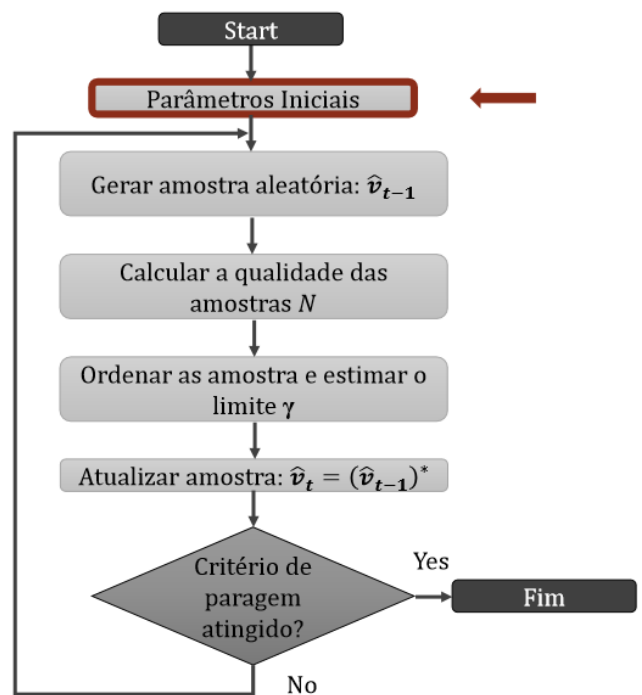 Start
Parâmetros Iniciais
Gerar amostra aleatória: v̂ₜ₋₁
Calcular a qualidade das
amostras N
Ordenar as amostra e estimar o
limite γ
Atualizar amostra: v̂ₜ = (v̂ₜ₋₁)*
Critério de
paragem
atingido?
Yes
Fim
No